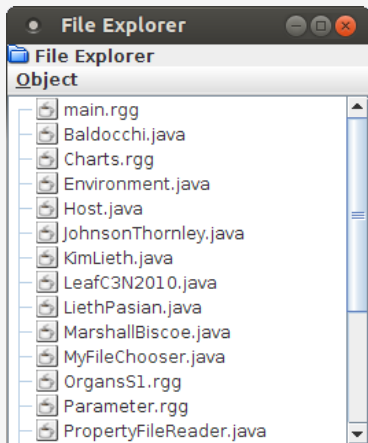 File Explorer
File Explorer
Object
main.rgg
Baldocchi.java
Charts.rgg
Environment.java
Host.java
JohnsonThornley.java
KimLieth.java
LeafC3N2010.java
LiethPasian.java
MarshallBiscoe.java
MyFileChooser.java
OrgansS1.rgg
Parameter.rgg
PropertyFileReader.java